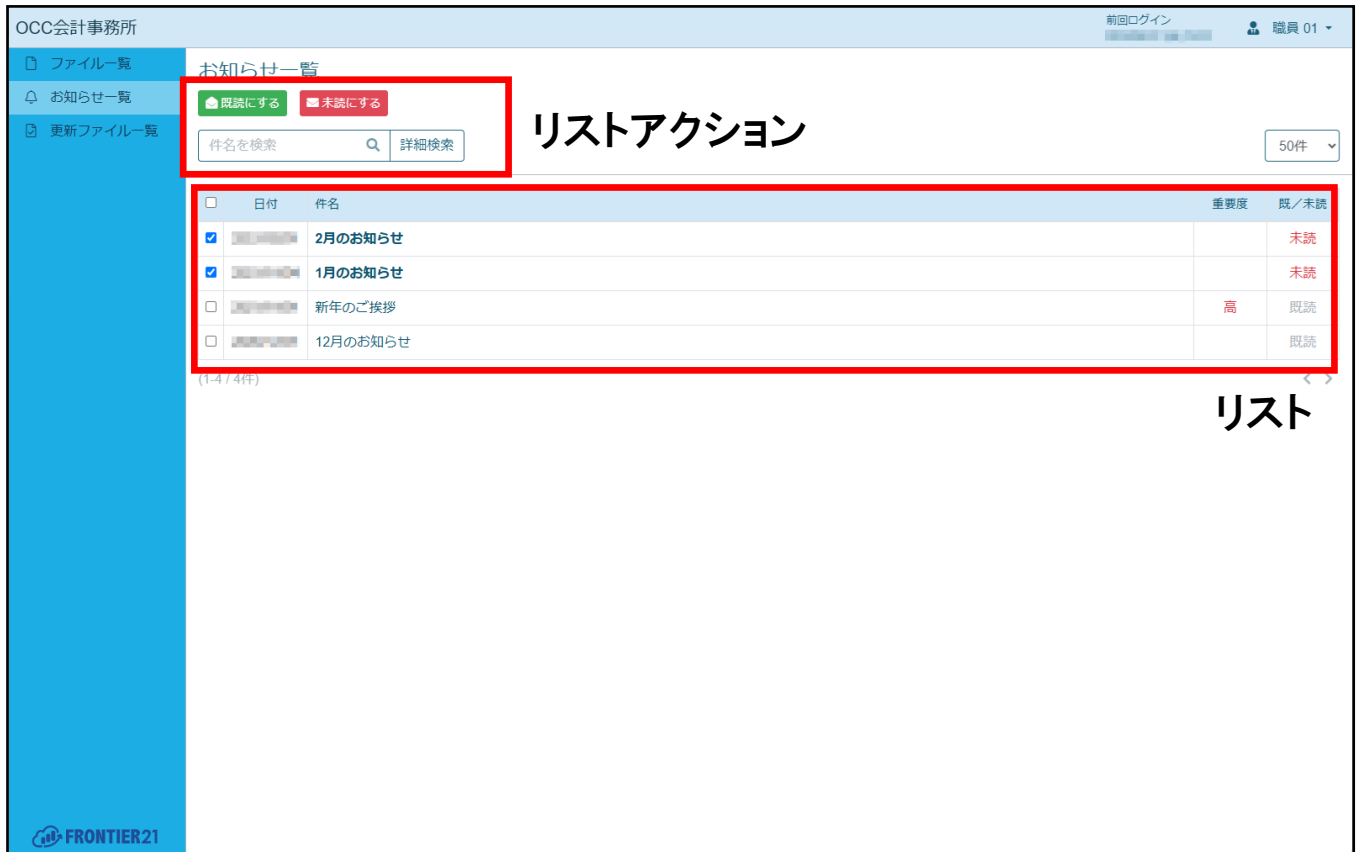 OCC会計事務所
前回ログイン
職員 01
ファイル一覧
お知らせ一覧
更新ファイル一覧
お知らせ一覧
既読にする 未読にする
リストアクション
件名を検索 詳細検索
50件
日付 件名 重要度 既／未読
2月のお知らせ 未読
1月のお知らせ 未読
新年のご挨拶 高 既読
12月のお知らせ 既読
(1-4 / 4件)
リスト
FRONTIER21